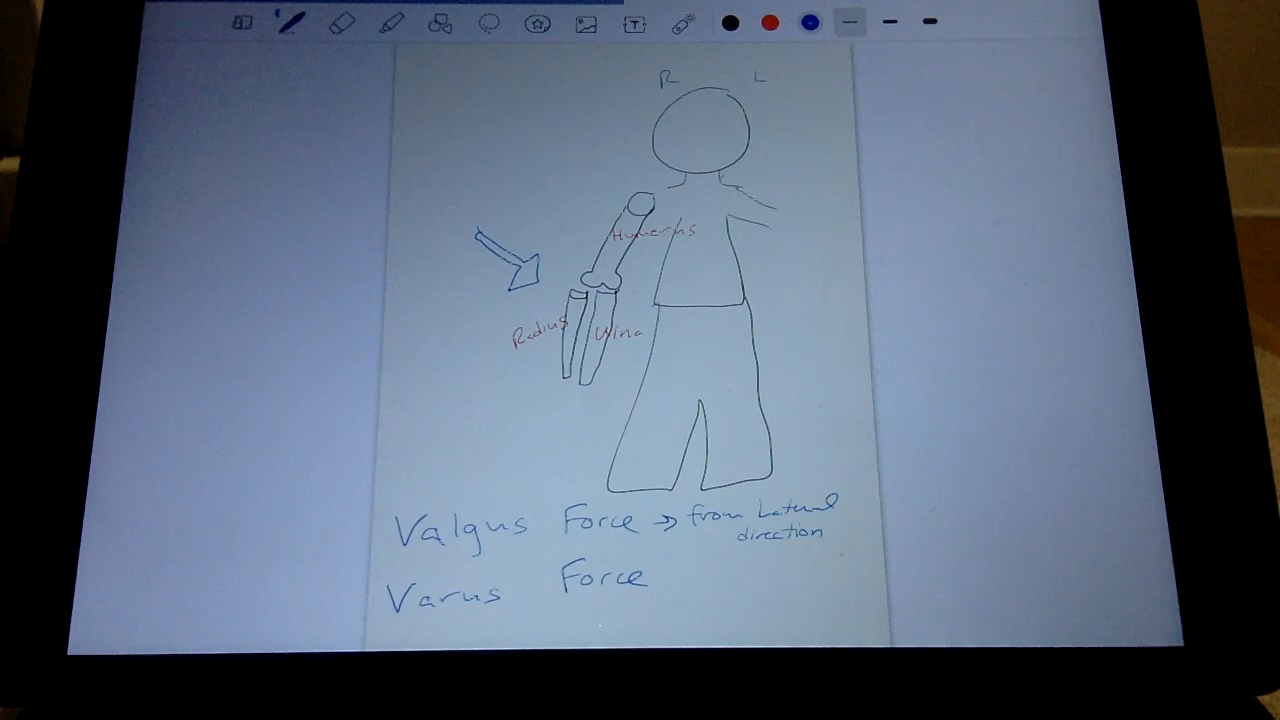 R L
Humerus
Radius Ulna
Valgus Force → from Lateral
direction
Varus Force